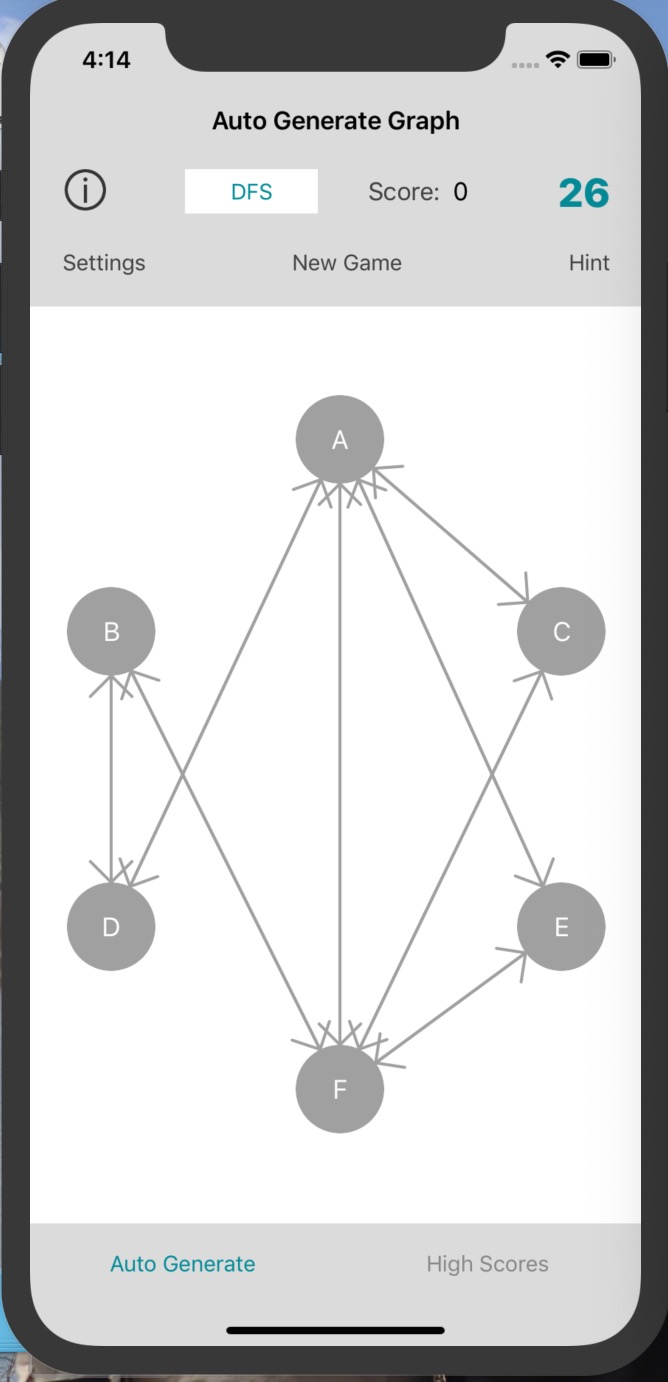 4:14
Auto Generate Graph
DFS Score: 0 26
Settings New Game Hint
A
B C
D E
F
Auto Generate High Scores